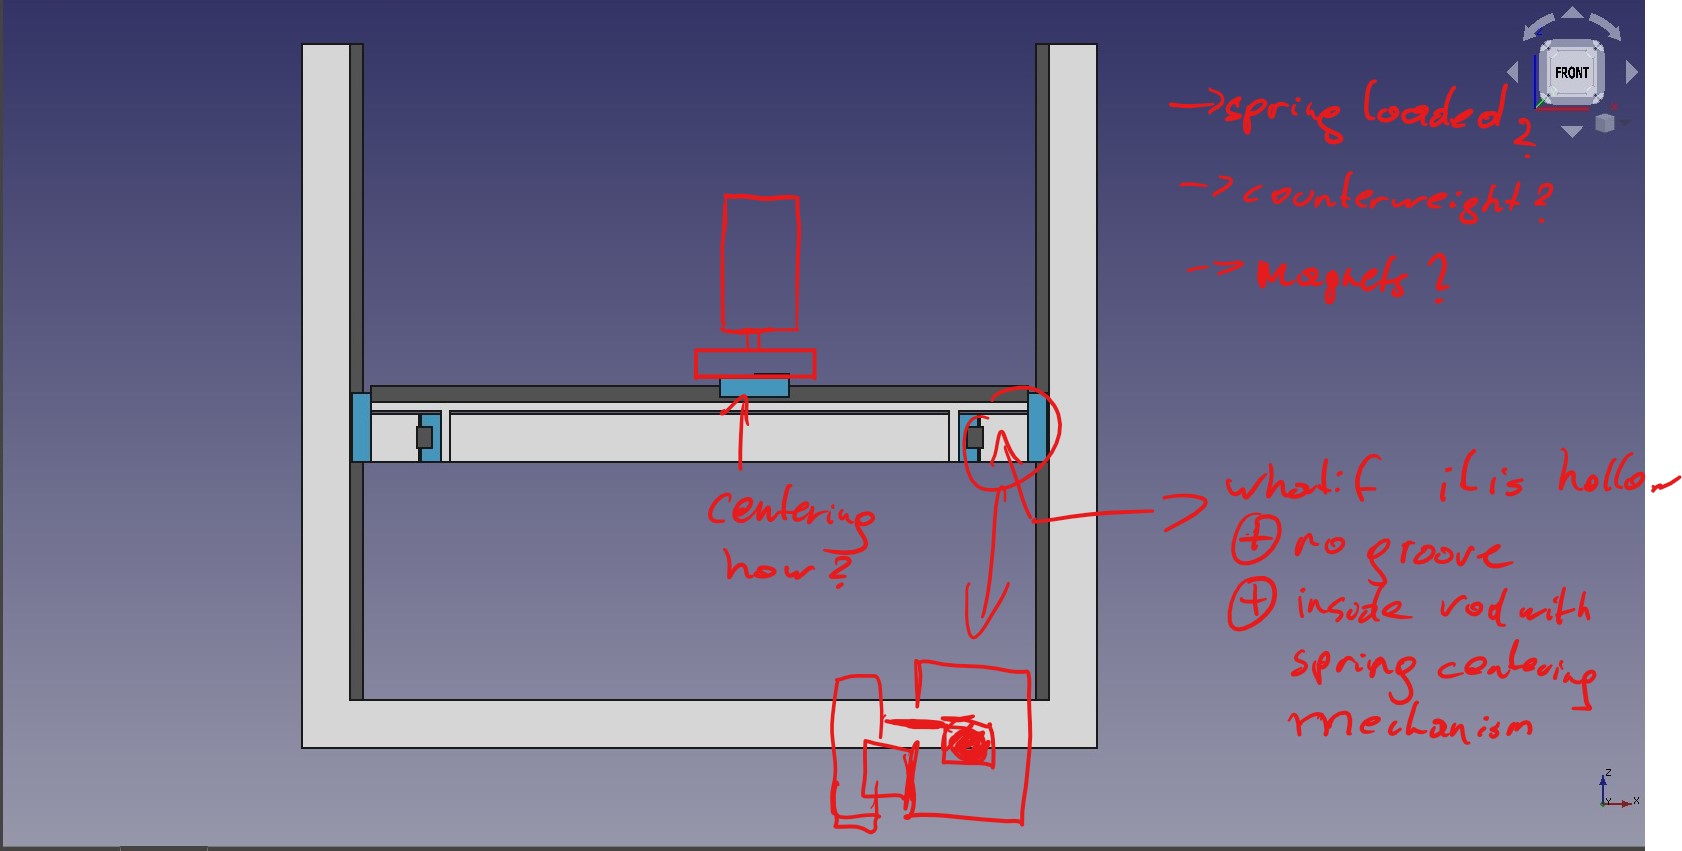 FRONT
→ spring loaded?
→ counterweight?
→ Magnets?
centering
how?
what if it is hollow
⊕ no groove
⊕ inside rod with
spring centering
mechanism
Z
Y X